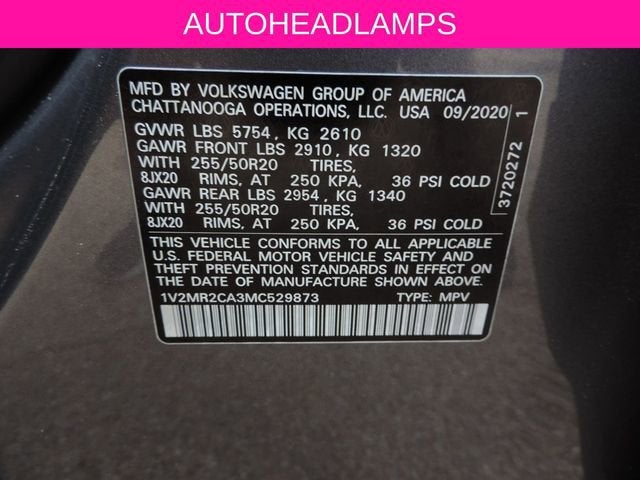 AUTOHEADLAMPS
MFD BY VOLKSWAGEN GROUP OF AMERICA
CHATTANOOGA OPERATIONS, LLC. USA 09/2020
GVWR LBS 5754, KG 2610
GAWR FRONT LBS 2910, KG 1320
WITH 255/50R20 TIRES,
8JX20 RIMS, AT 250 KPA, 36 PSI COLD
GAWR REAR LBS 2954, KG 1340
WITH 255/50R20 TIRES,
8JX20 RIMS, AT 250 KPA, 36 PSI COLD
THIS VEHICLE CONFORMS TO ALL APPLICABLE
U.S. FEDERAL MOTOR VEHICLE SAFETY AND
THEFT PREVENTION STANDARDS IN EFFECT ON
THE DATE OF MANUFACTURE SHOWN ABOVE.
1V2MR2CA3MC529873 TYPE: MPV
3720272 1